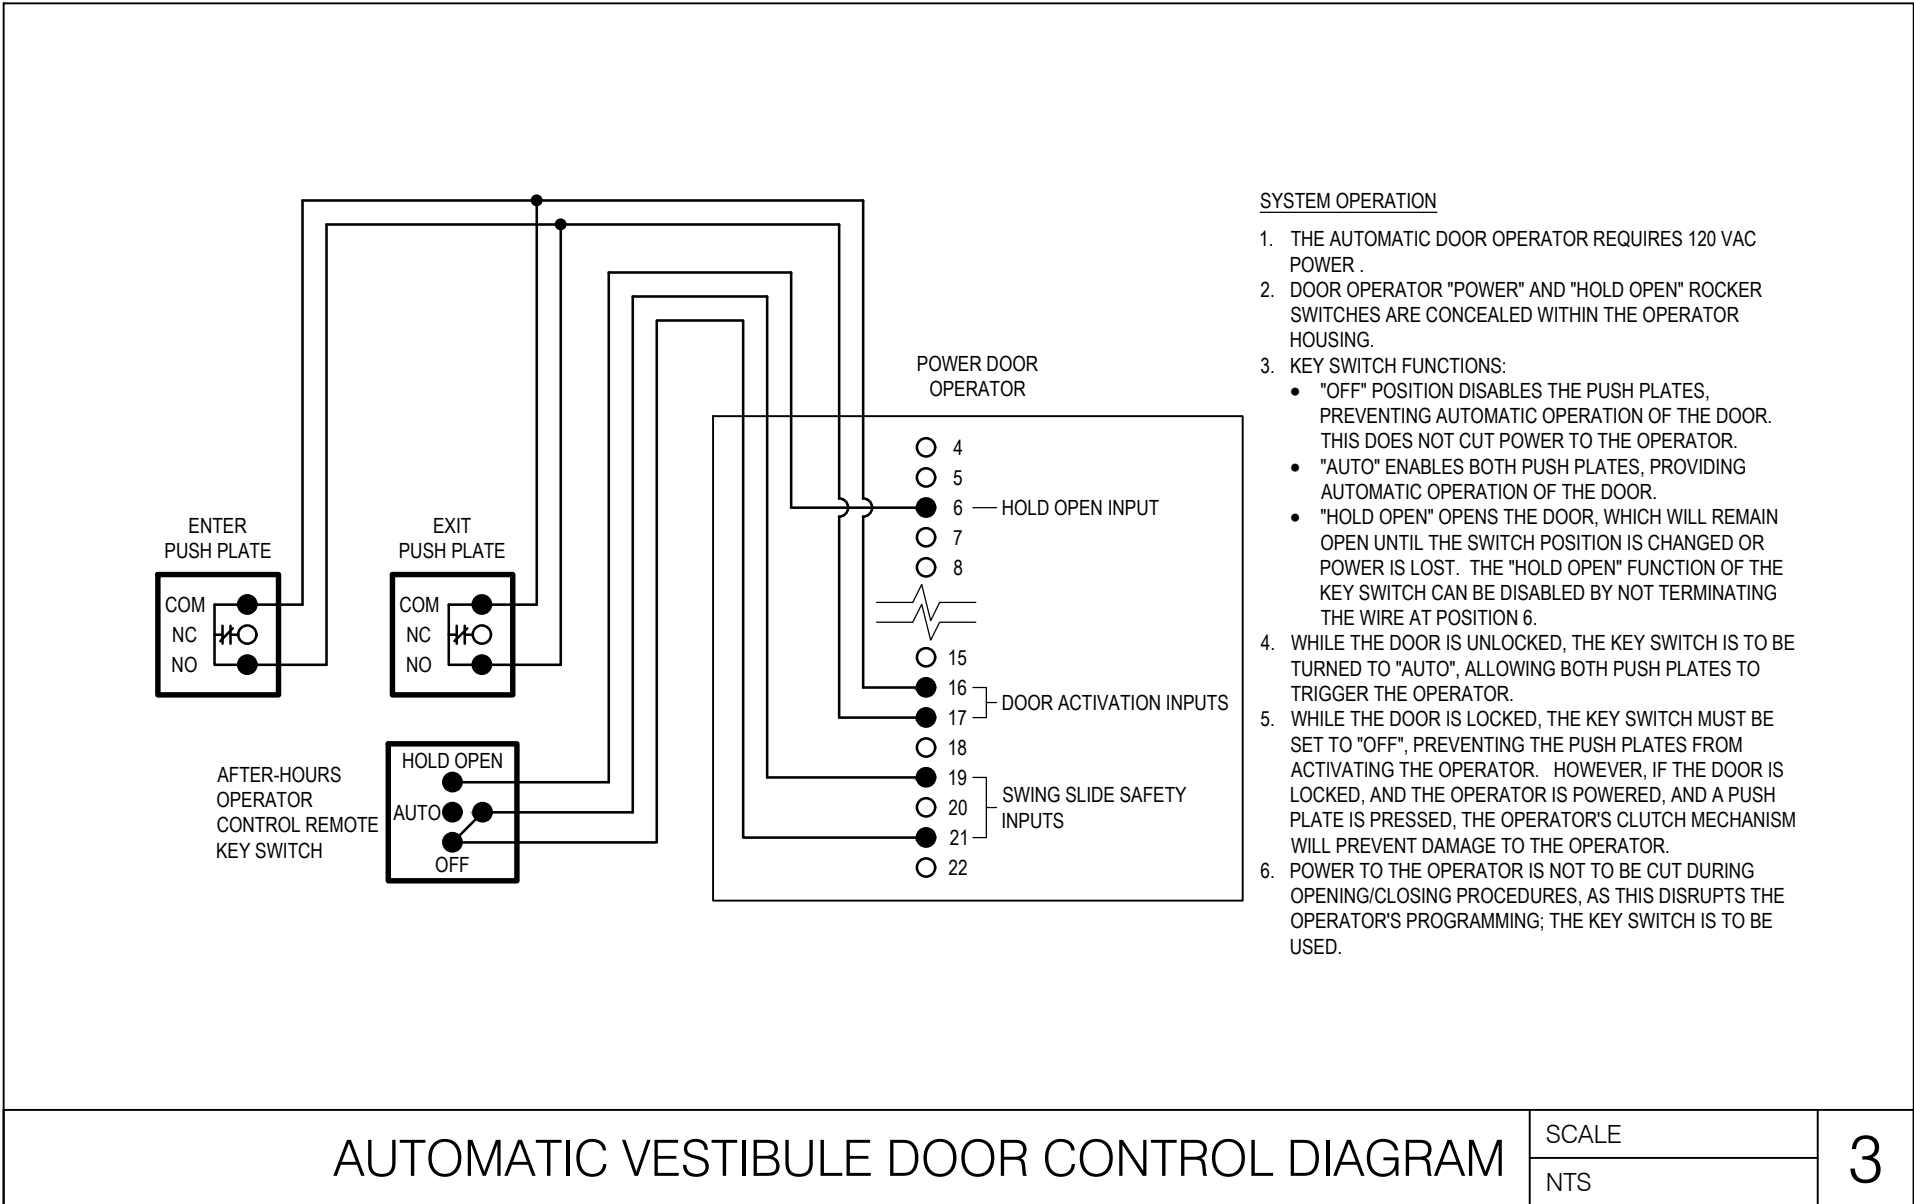 SYSTEM OPERATION
1. THE AUTOMATIC DOOR OPERATOR REQUIRES 120 VAC
POWER .
2. DOOR OPERATOR "POWER" AND "HOLD OPEN" ROCKER
SWITCHES ARE CONCEALED WITHIN THE OPERATOR
HOUSING.
3. KEY SWITCH FUNCTIONS:
• "OFF" POSITION DISABLES THE PUSH PLATES,
PREVENTING AUTOMATIC OPERATION OF THE DOOR.
THIS DOES NOT CUT POWER TO THE OPERATOR.
• "AUTO" ENABLES BOTH PUSH PLATES, PROVIDING
AUTOMATIC OPERATION OF THE DOOR.
• "HOLD OPEN" OPENS THE DOOR, WHICH WILL REMAIN
OPEN UNTIL THE SWITCH POSITION IS CHANGED OR
POWER IS LOST. THE "HOLD OPEN" FUNCTION OF THE
KEY SWITCH CAN BE DISABLED BY NOT TERMINATING
THE WIRE AT POSITION 6.
4. WHILE THE DOOR IS UNLOCKED, THE KEY SWITCH IS TO BE
TURNED TO "AUTO", ALLOWING BOTH PUSH PLATES TO
TRIGGER THE OPERATOR.
5. WHILE THE DOOR IS LOCKED, THE KEY SWITCH MUST BE
SET TO "OFF", PREVENTING THE PUSH PLATES FROM
ACTIVATING THE OPERATOR. HOWEVER, IF THE DOOR IS
LOCKED, AND THE OPERATOR IS POWERED, AND A PUSH
PLATE IS PRESSED, THE OPERATOR'S CLUTCH MECHANISM
WILL PREVENT DAMAGE TO THE OPERATOR.
6. POWER TO THE OPERATOR IS NOT TO BE CUT DURING
OPENING/CLOSING PROCEDURES, AS THIS DISRUPTS THE
OPERATOR'S PROGRAMMING; THE KEY SWITCH IS TO BE
USED.
POWER DOOR
OPERATOR
4
5
6 HOLD OPEN INPUT
7
8
15
16
DOOR ACTIVATION INPUTS
17
18
19
SWING SLIDE SAFETY
INPUTS
20
21
22
ENTER
PUSH PLATE
COM
NC
NO
EXIT
PUSH PLATE
COM
NC
NO
AFTER-HOURS
OPERATOR
CONTROL REMOTE
KEY SWITCH
HOLD OPEN
AUTO
OFF
AUTOMATIC VESTIBULE DOOR CONTROL DIAGRAM
SCALE
NTS
3